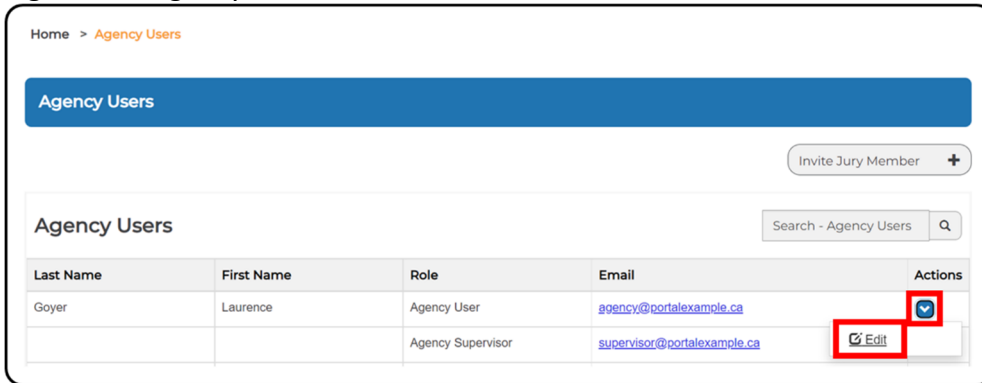 Home > Agency Users
Agency Users
Invite Jury Member +
Agency Users
Search - Agency Users
Last Name First Name Role Email Actions
Goyer Laurence Agency User agency@portalexample.ca
Edit
Agency Supervisor supervisor@portalexample.ca